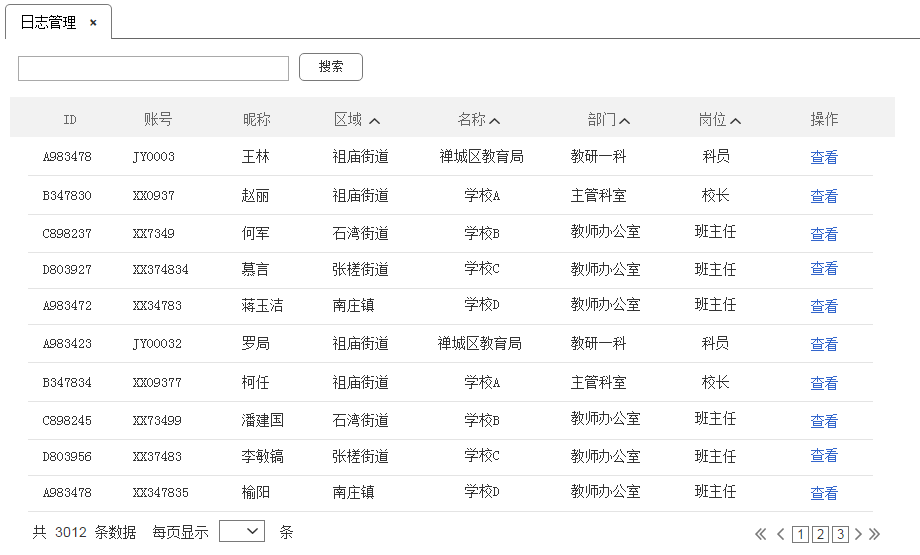 日志管理 ×
搜索
ID 账号 昵称 区域 名称 部门 岗位 操作
A983478 JY0003 王林 祖庙街道 禅城区教育局 教研一科 科员 查看
B347830 XX0937 赵丽 祖庙街道 学校A 主管科室 校长 查看
C898237 XX7349 何军 石湾街道 学校B 教师办公室 班主任 查看
D803927 XX374834 慕言 张槎街道 学校C 教师办公室 班主任 查看
A983472 XX34783 蒋玉洁 南庄镇 学校D 教师办公室 班主任 查看
A983423 JY00032 罗局 祖庙街道 禅城区教育局 教研一科 科员 查看
B347834 XX09377 柯任 祖庙街道 学校A 主管科室 校长 查看
C898245 XX73499 潘建国 石湾街道 学校B 教师办公室 班主任 查看
D803956 XX37483 李敏镐 张槎街道 学校C 教师办公室 班主任 查看
A983478 XX347835 榆阳 南庄镇 学校D 教师办公室 班主任 查看
共 3012 条数据 每页显示 条 1 2 3